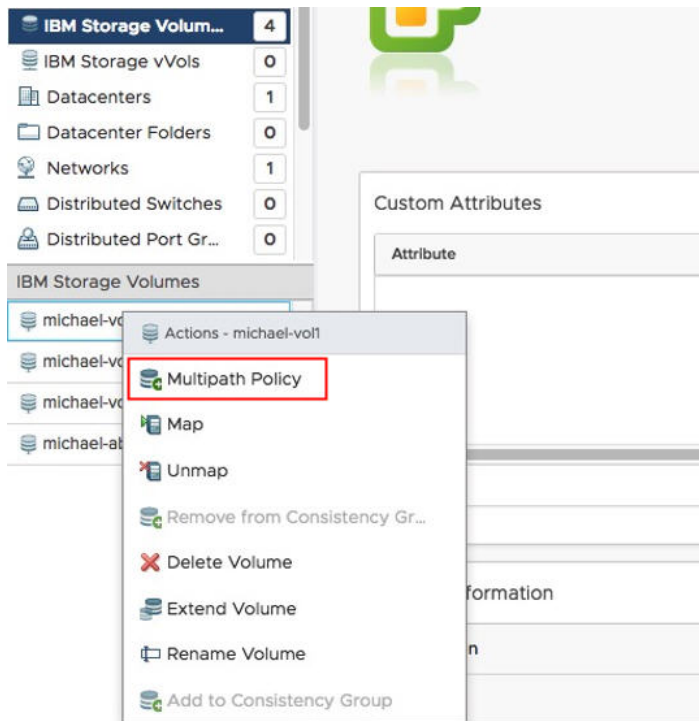 IBM Storage Volum... 4
IBM Storage vVols 0
Datacenters 1
Datacenter Folders 0
Networks 1
Distributed Switches 0
Distributed Port Gr... 0
IBM Storage Volumes
michael-vo
michael-vo
michael-vo
michael-ab
Actions - michael-vol1
Multipath Policy
Map
Unmap
Remove from Consistency Gr...
Delete Volume
Extend Volume
Rename Volume
Add to Consistency Group
Custom Attributes
Attribute
formation
n